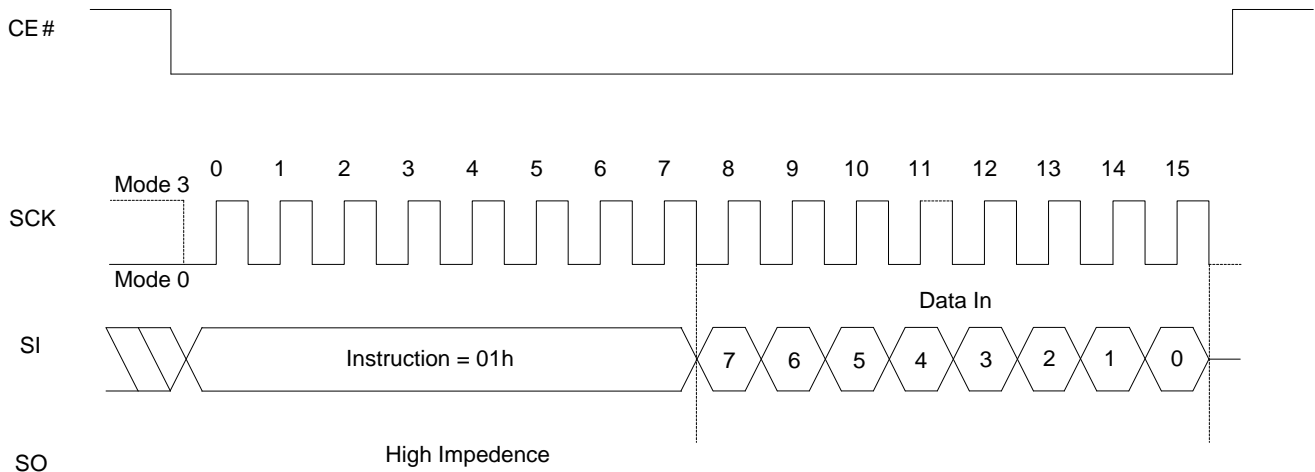 CE #
0 1 2 3 4 5 6 7 8 9 10 11 12 13 14 15
Mode 3
SCK
Mode 0
Data In
SI
Instruction = 01h
7 6 5 4 3 2 1 0
High Impedence
SO